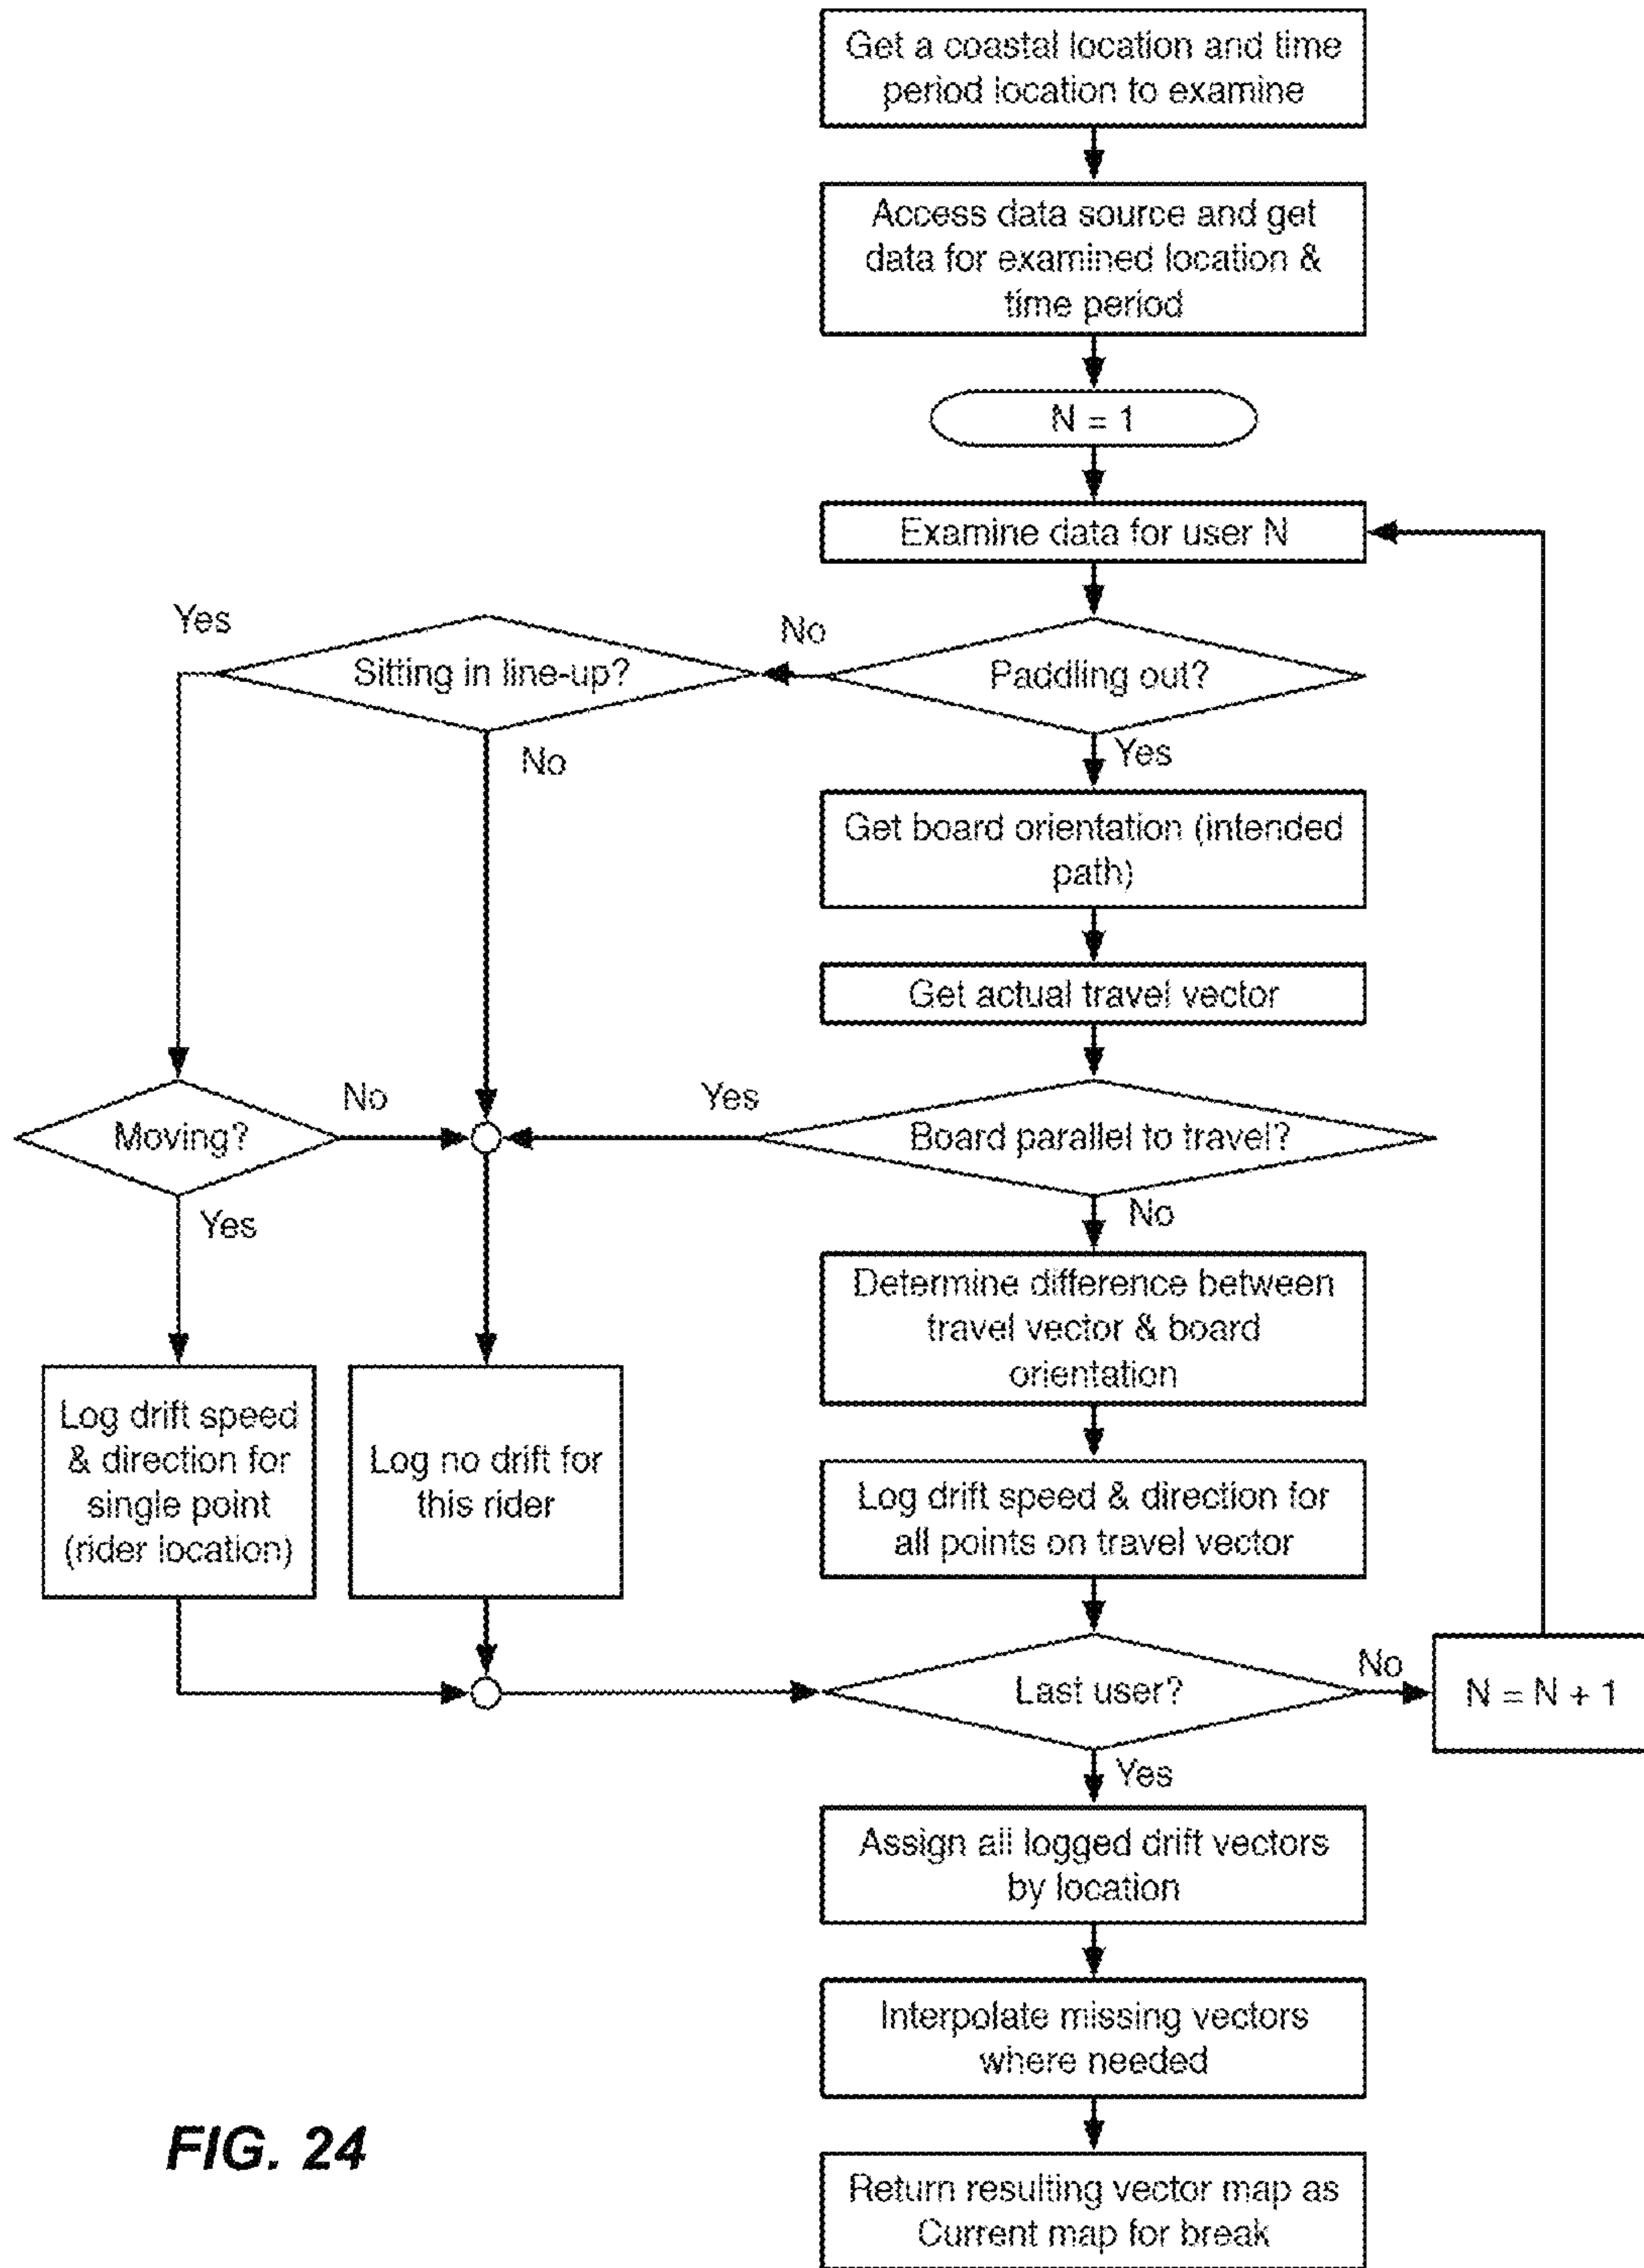 Get a coastal location and time
period location to examine
Access data source and get
data for examined location &
time period
N = 1
Examine data for user N
Yes
Sitting in line-up?
No
Paddling out?
No
Yes
Get board orientation (intended
path)
Get actual travel vector
Moving?
No
Yes
Board parallel to travel?
Yes
No
Determine difference between
travel vector & board
orientation
Log drift speed
& direction for
single point
(rider location)
Log no drift for
this rider
Log drift speed & direction for
all points on travel vector
Last user?
No
N = N + 1
Yes
Assign all logged drift vectors
by location
Interpolate missing vectors
where needed
Return resulting vector map as
Current map for break
FIG. 24